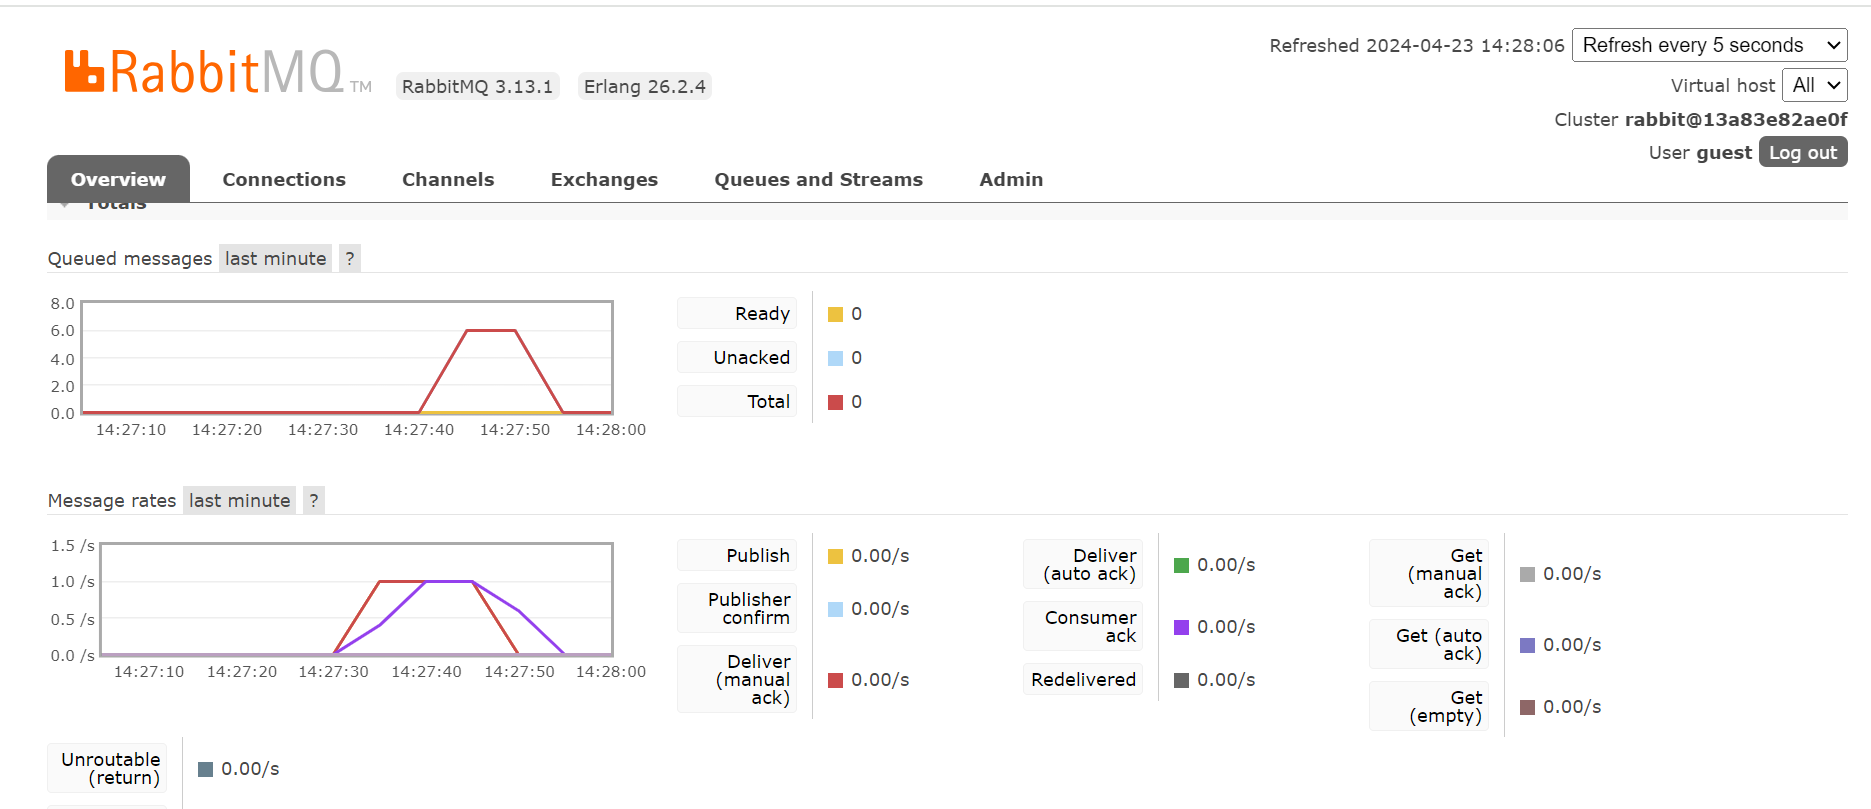 Refreshed 2024-04-23 14:28:06 Refresh every 5 seconds
RabbitMQ TM RabbitMQ 3.13.1 Erlang 26.2.4
Virtual host All
Cluster rabbit@13a83e82ae0f
User guest Log out
Overview Connections Channels Exchanges Queues and Streams Admin
Totals
Queued messages last minute ?
8.0
6.0
4.0
2.0
0.0
14:27:10 14:27:20 14:27:30 14:27:40 14:27:50 14:28:00
Ready 0
Unacked 0
Total 0
Message rates last minute ?
1.5 /s
1.0 /s
0.5 /s
0.0 /s
14:27:10 14:27:20 14:27:30 14:27:40 14:27:50 14:28:00
Publish 0.00/s
Publisher
confirm 0.00/s
Deliver
(manual
ack) 0.00/s
Deliver
(auto ack) 0.00/s
Consumer
ack 0.00/s
Redelivered 0.00/s
Get
(manual
ack) 0.00/s
Get (auto
ack) 0.00/s
Get
(empty) 0.00/s
Unroutable
(return) 0.00/s